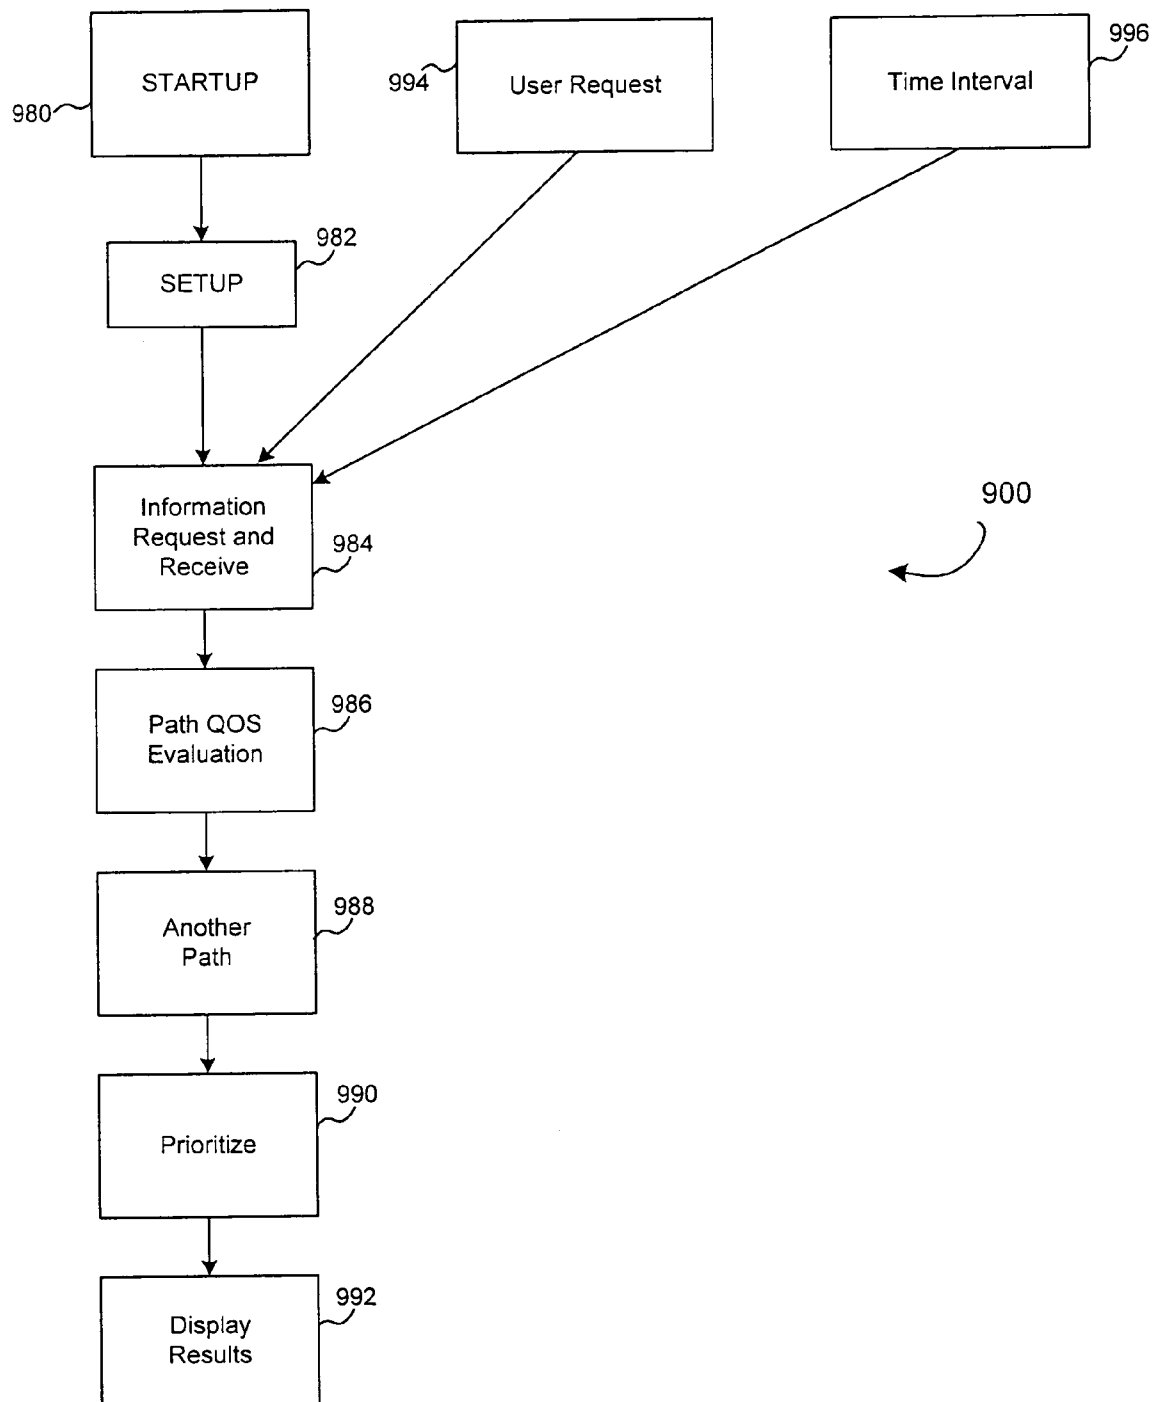 STARTUP
980
994
User Request
Time Interval
996
982
SETUP
Information
Request and
Receive
984
900
986
Path QOS
Evaluation
988
Another
Path
990
Prioritize
992
Display
Results